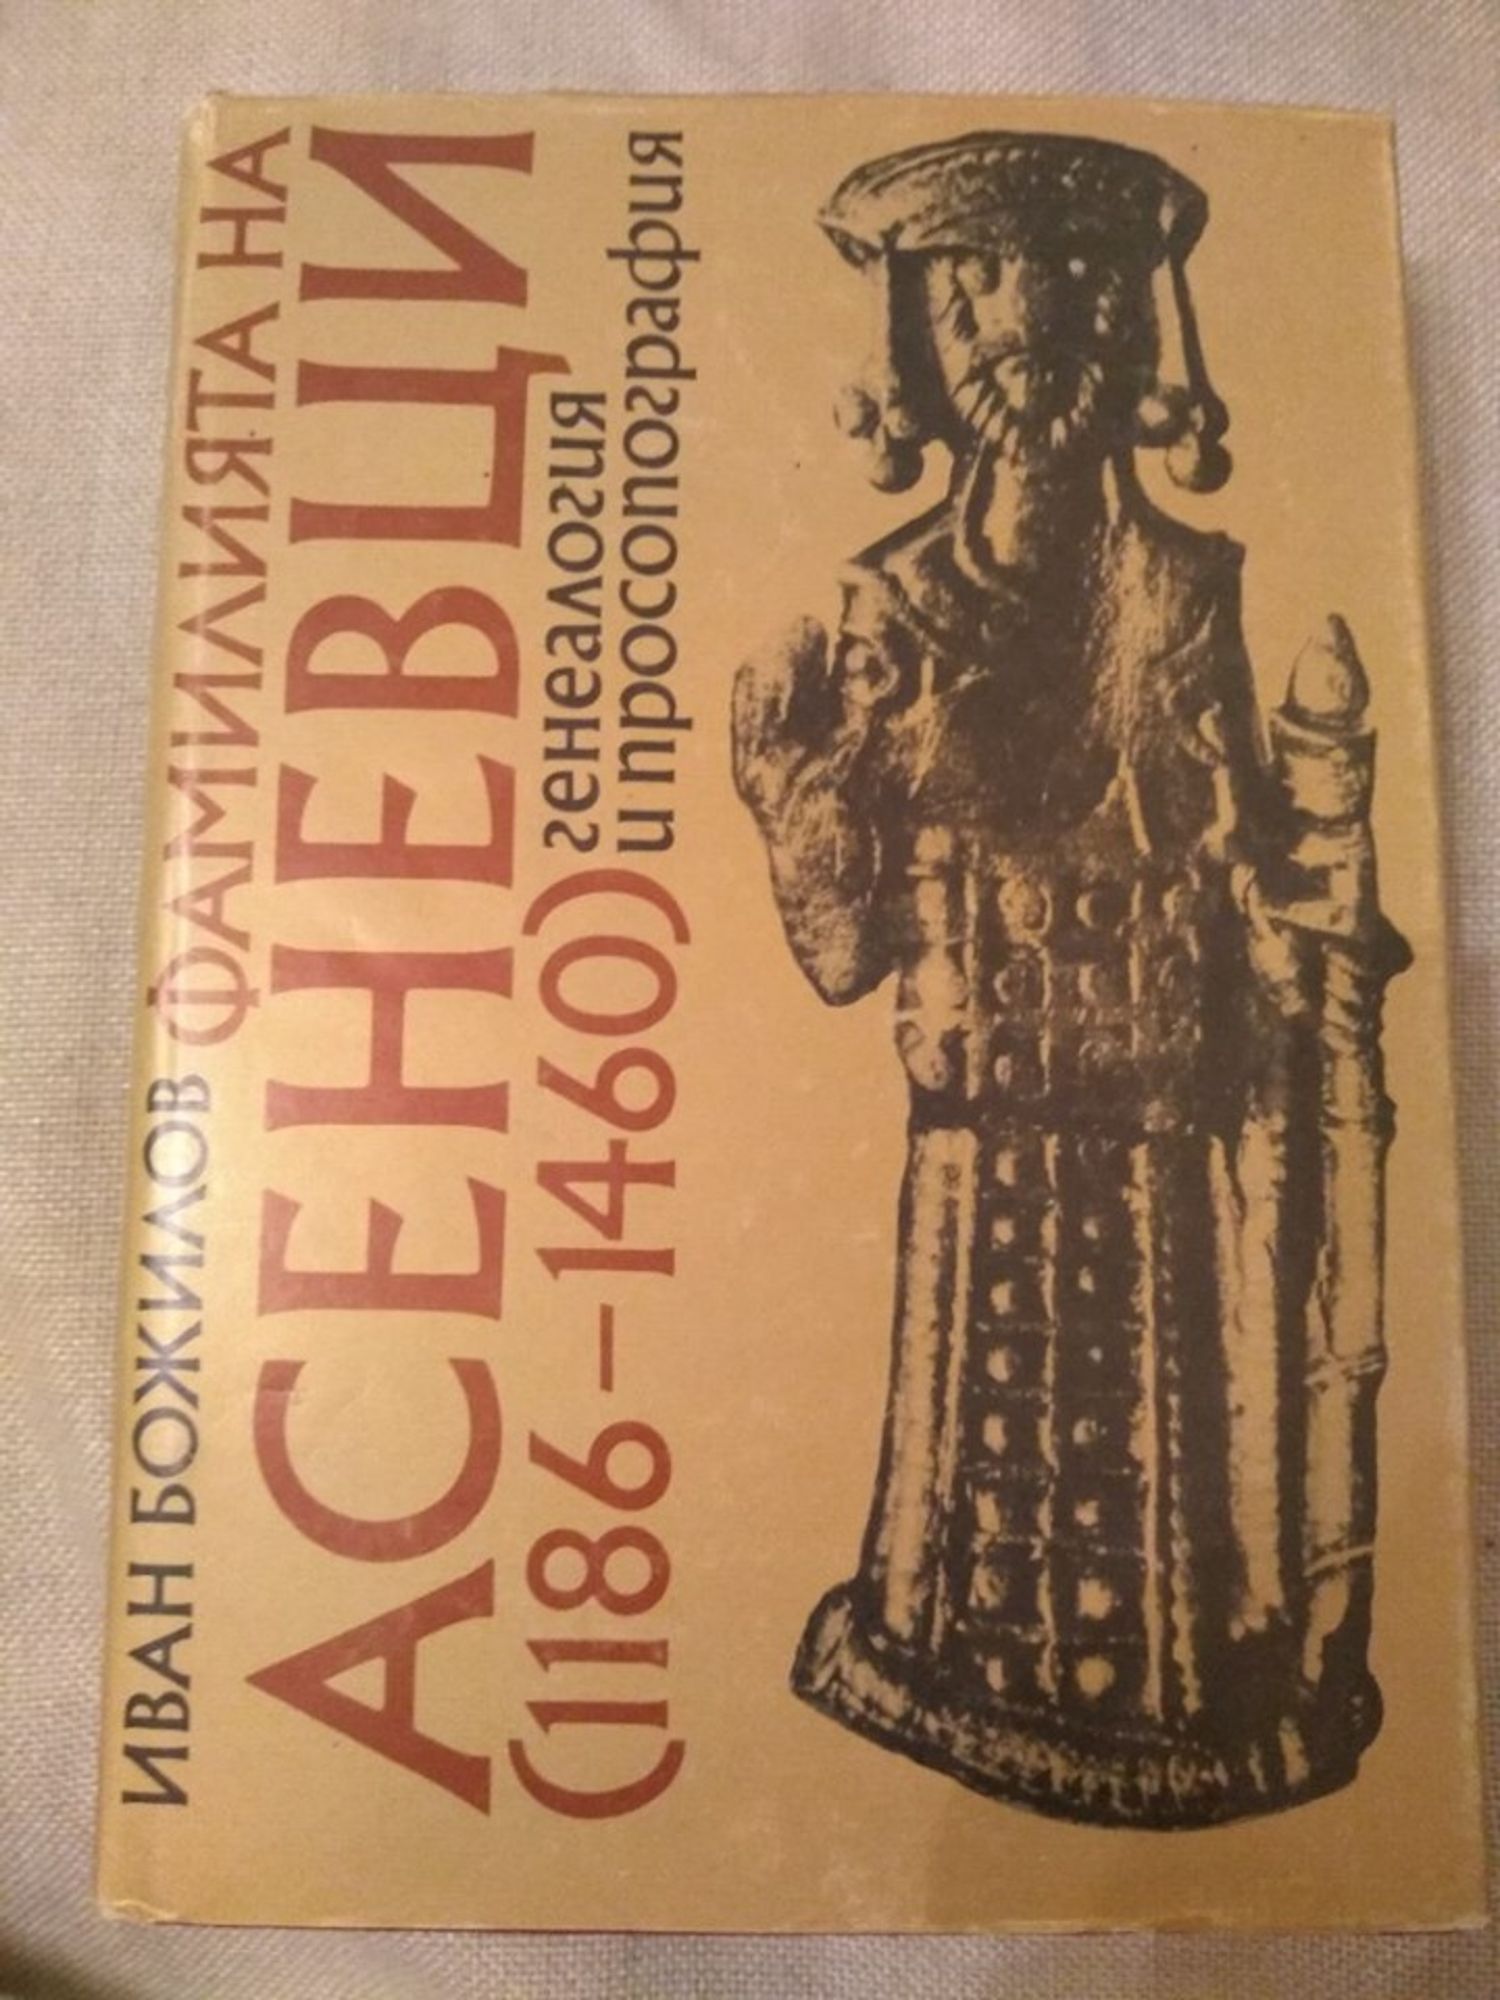 ИВАН БОЖИЛОВ ФАМИЛИЯТА НА
АСЕНЕВЦИ
(1186–1460) генеалогия
и просопография